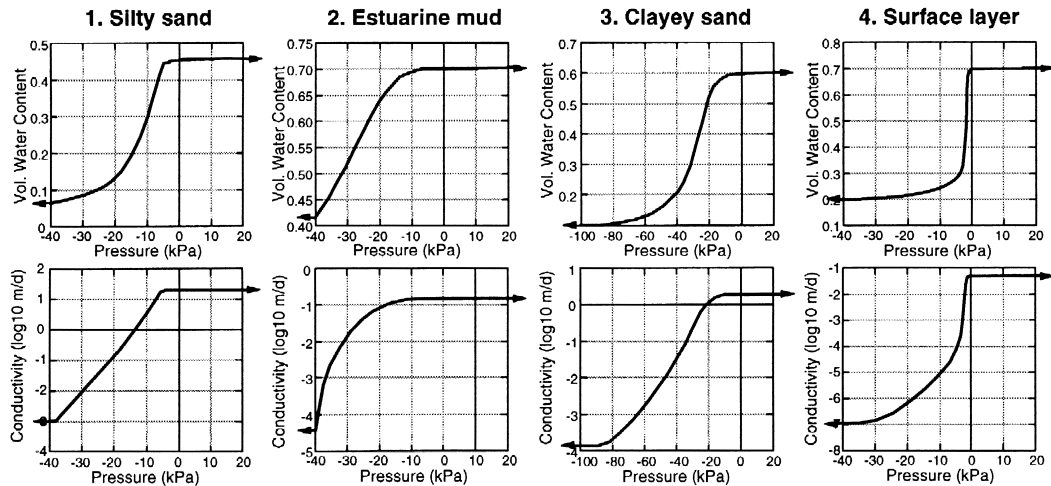 1. Silty sand
2. Estuarine mud
3. Clayey sand
4. Surface layer
Vol. Water Content
0.5
0.4
0.3
0.2
0.1
0
-40 -30 -20 -10 0 10 20
Pressure (kPa)
Vol. Water Content
0.75
0.70
0.65
0.60
0.55
0.50
0.45
0.40
-40 -30 -20 -10 0 10 20
Pressure (kPa)
Vol. Water Content
0.7
0.6
0.5
0.4
0.3
0.2
-100 -80 -60 -40 -20 0 20
Pressure (kPa)
Vol. Water Content
0.8
0.7
0.6
0.5
0.4
0.3
0.2
0.1
-40 -30 -20 -10 0 10 20
Pressure (kPa)
Conductivity (log10 m/d)
2
1
0
-1
-2
-4
-40 -30 -20 -10 0 10 20
Pressure (kPa)
Conductivity (log10 m/d)
0
-1
-2
-3
-4
-5
-40 -30 -20 -10 0 10 20
Pressure (kPa)
Conductivity (log10 m/d)
1
0
-1
-2
-3
-4
-100 -80 -60 -40 -20 0 20
Pressure (kPa)
Conductivity (log10 m/d)
-1
-2
-3
-4
-5
-6
-7
-8
-40 -30 -20 -10 0 10 20
Pressure (kPa)